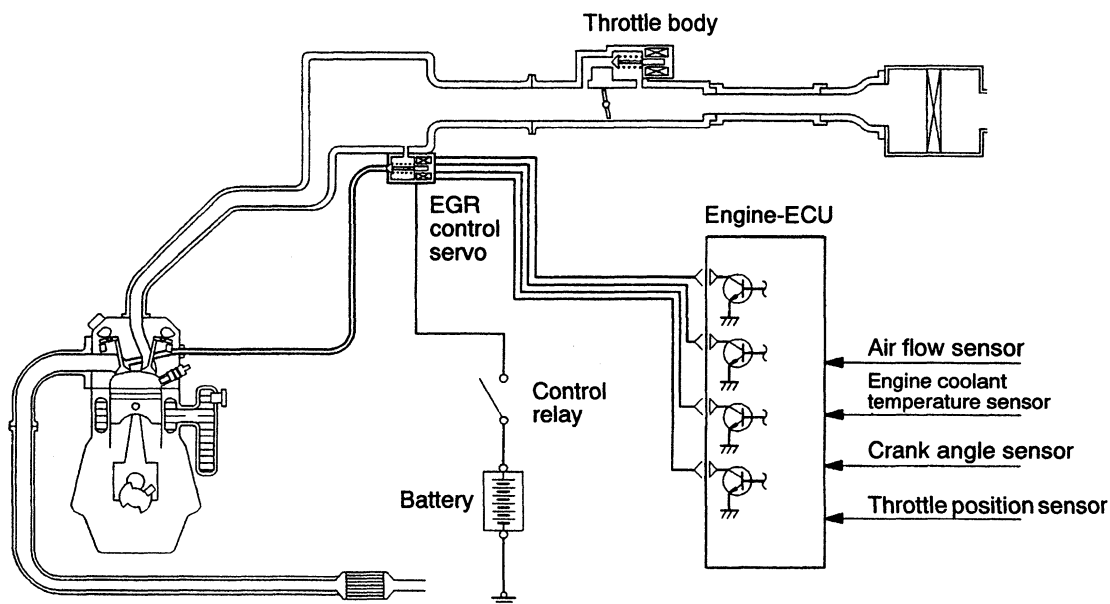 Throttle body
EGR
control
servo
Engine-ECU
Air flow sensor
Engine coolant
temperature sensor
Crank angle sensor
Throttle position sensor
Control
relay
Battery